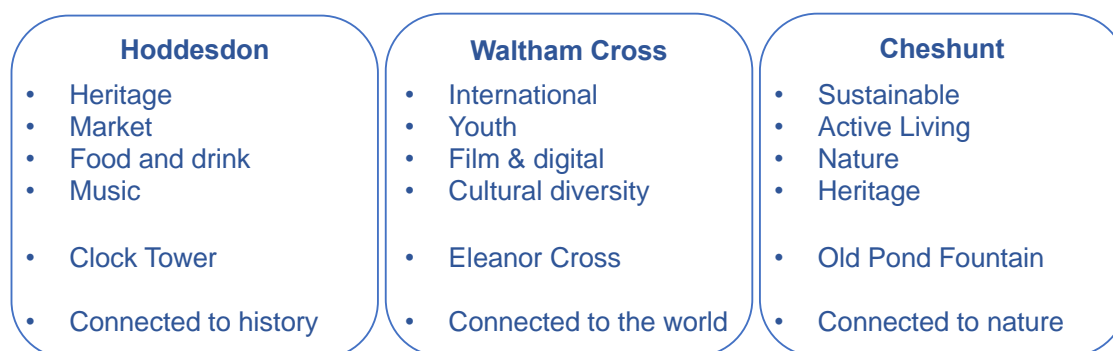 Hoddesdon
• Heritage
• Market
• Food and drink
• Music
• Clock Tower
• Connected to history
Waltham Cross
• International
• Youth
• Film & digital
• Cultural diversity
• Eleanor Cross
• Connected to the world
Cheshunt
• Sustainable
• Active Living
• Nature
• Heritage
• Old Pond Fountain
• Connected to nature